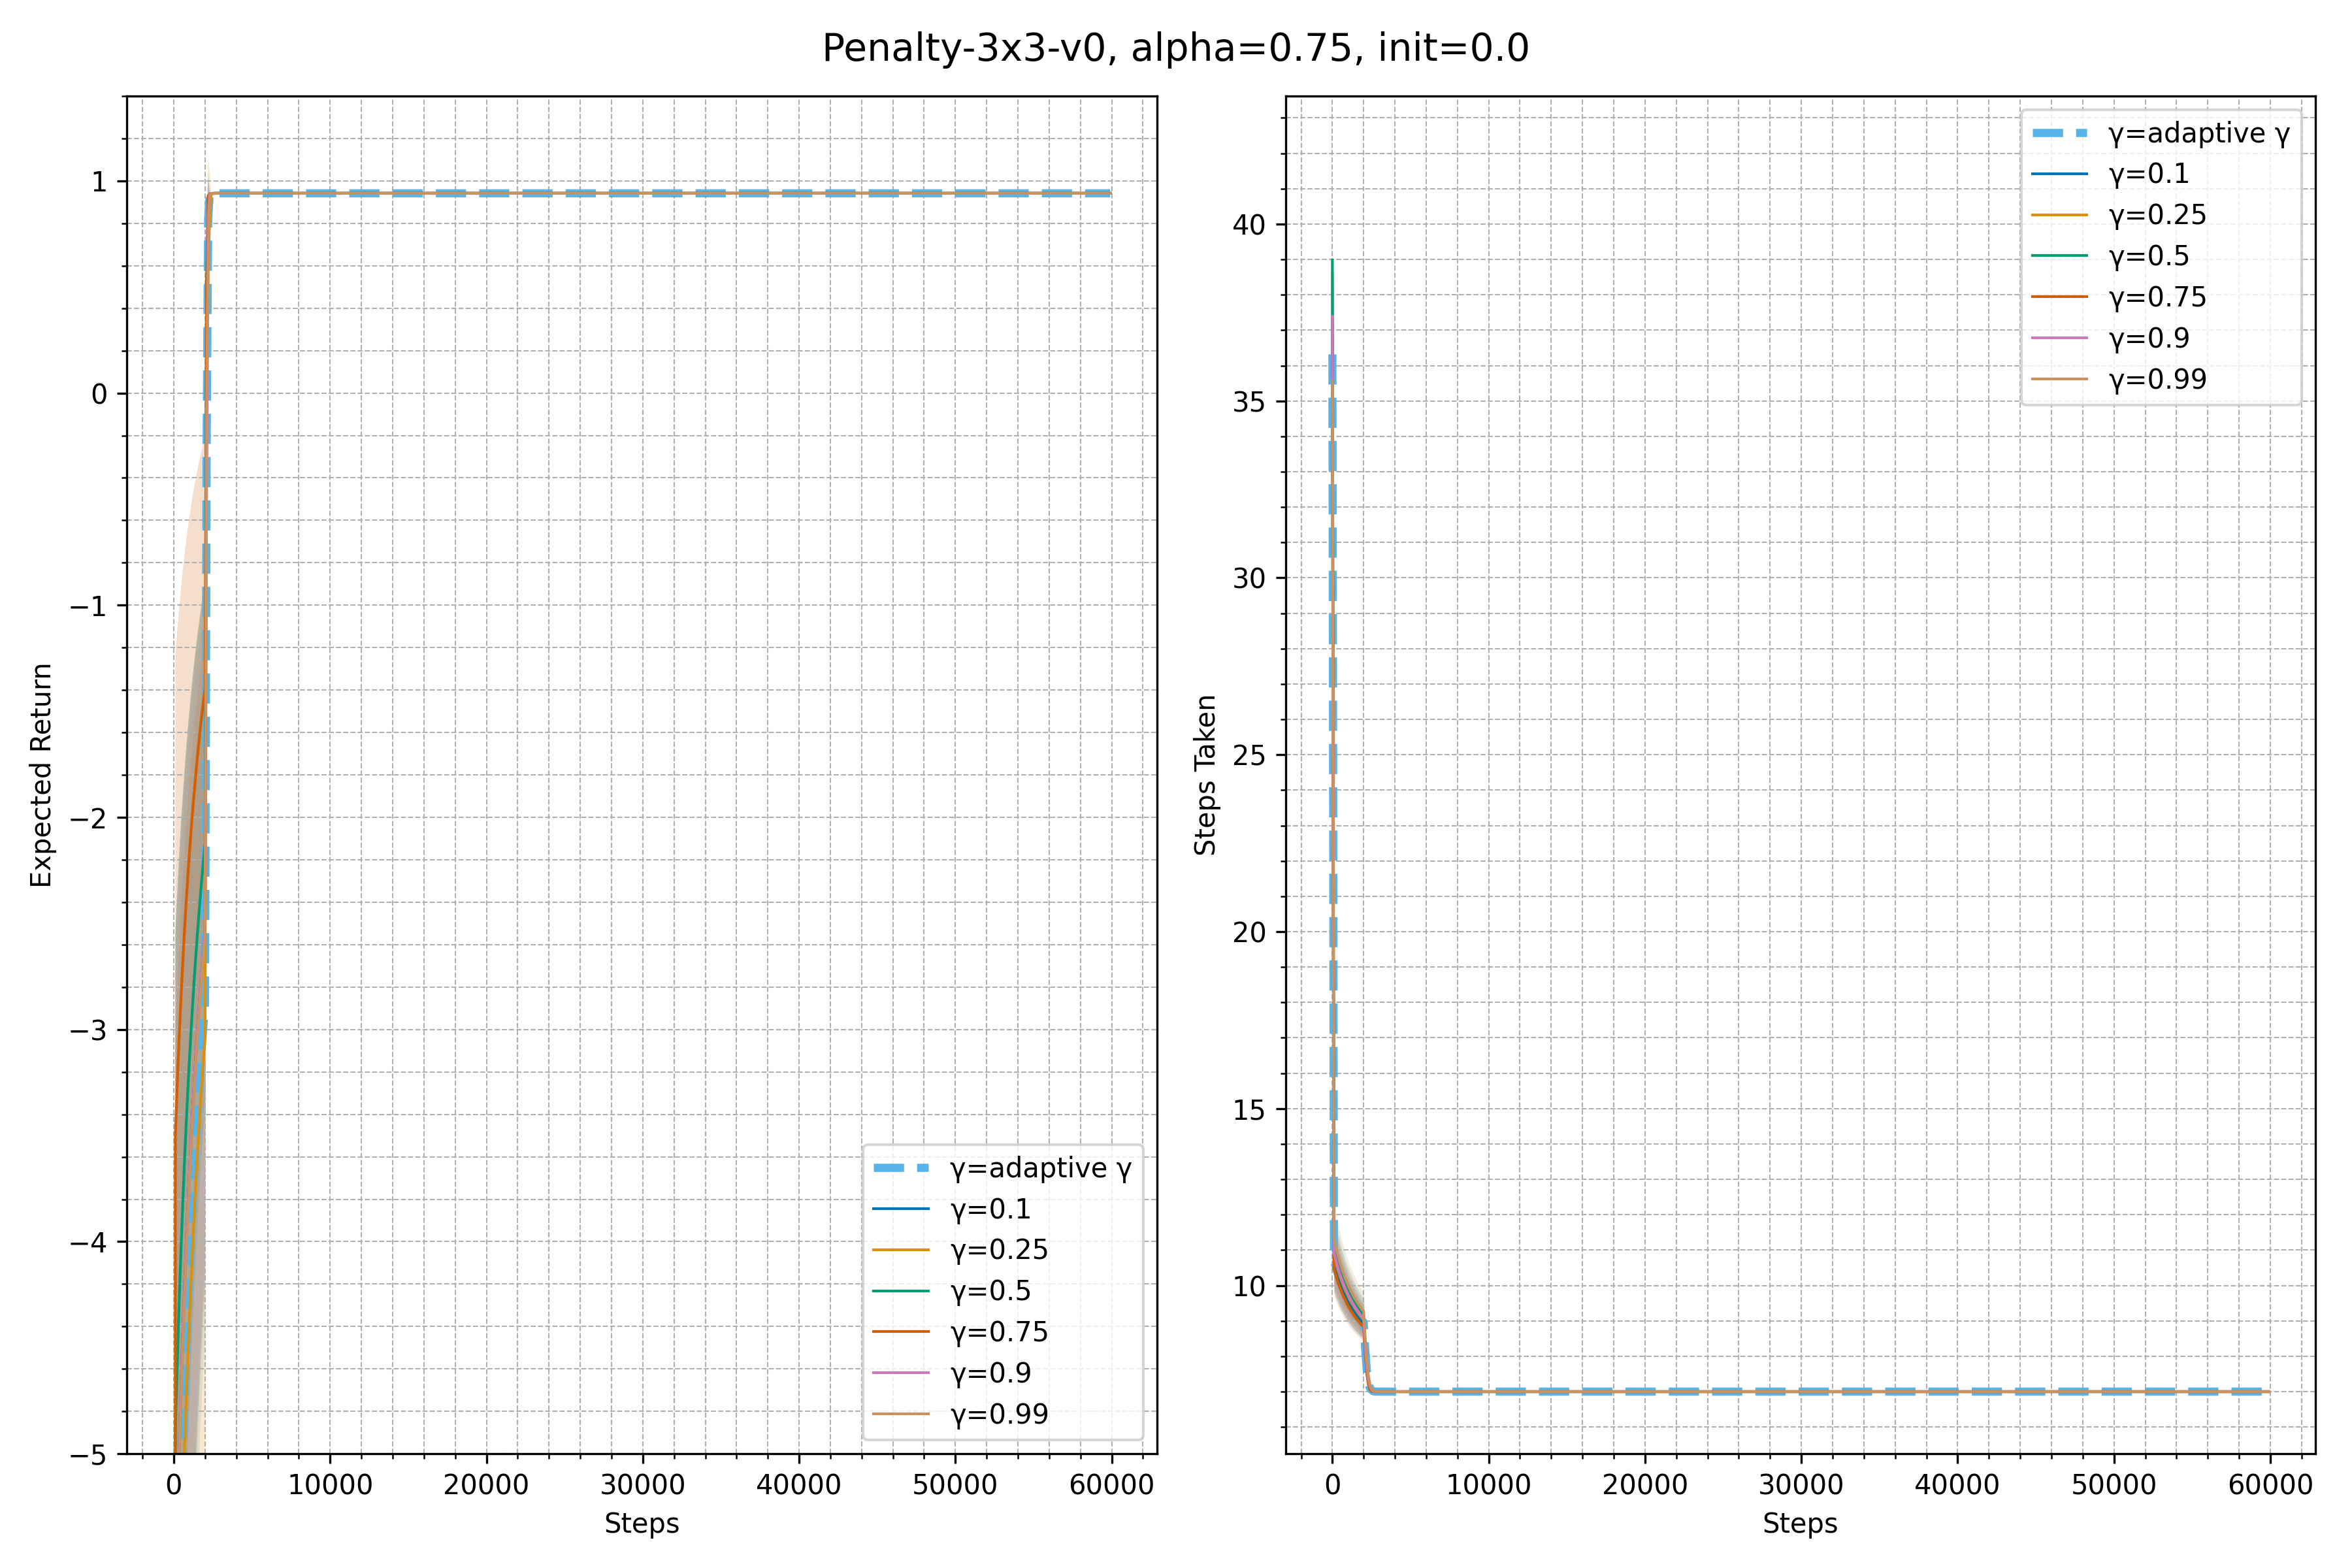 Penalty-3x3-v0, alpha=0.75, init=0.0
Expected Return
1
0
−1
−2
−3
−4
−5
0
10000
20000
30000
40000
50000
60000
Steps
γ=adaptive γ
γ=0.1
γ=0.25
γ=0.5
γ=0.75
γ=0.9
γ=0.99
Steps Taken
40
35
30
25
20
15
10
0
10000
20000
30000
40000
50000
60000
Steps
γ=adaptive γ
γ=0.1
γ=0.25
γ=0.5
γ=0.75
γ=0.9
γ=0.99